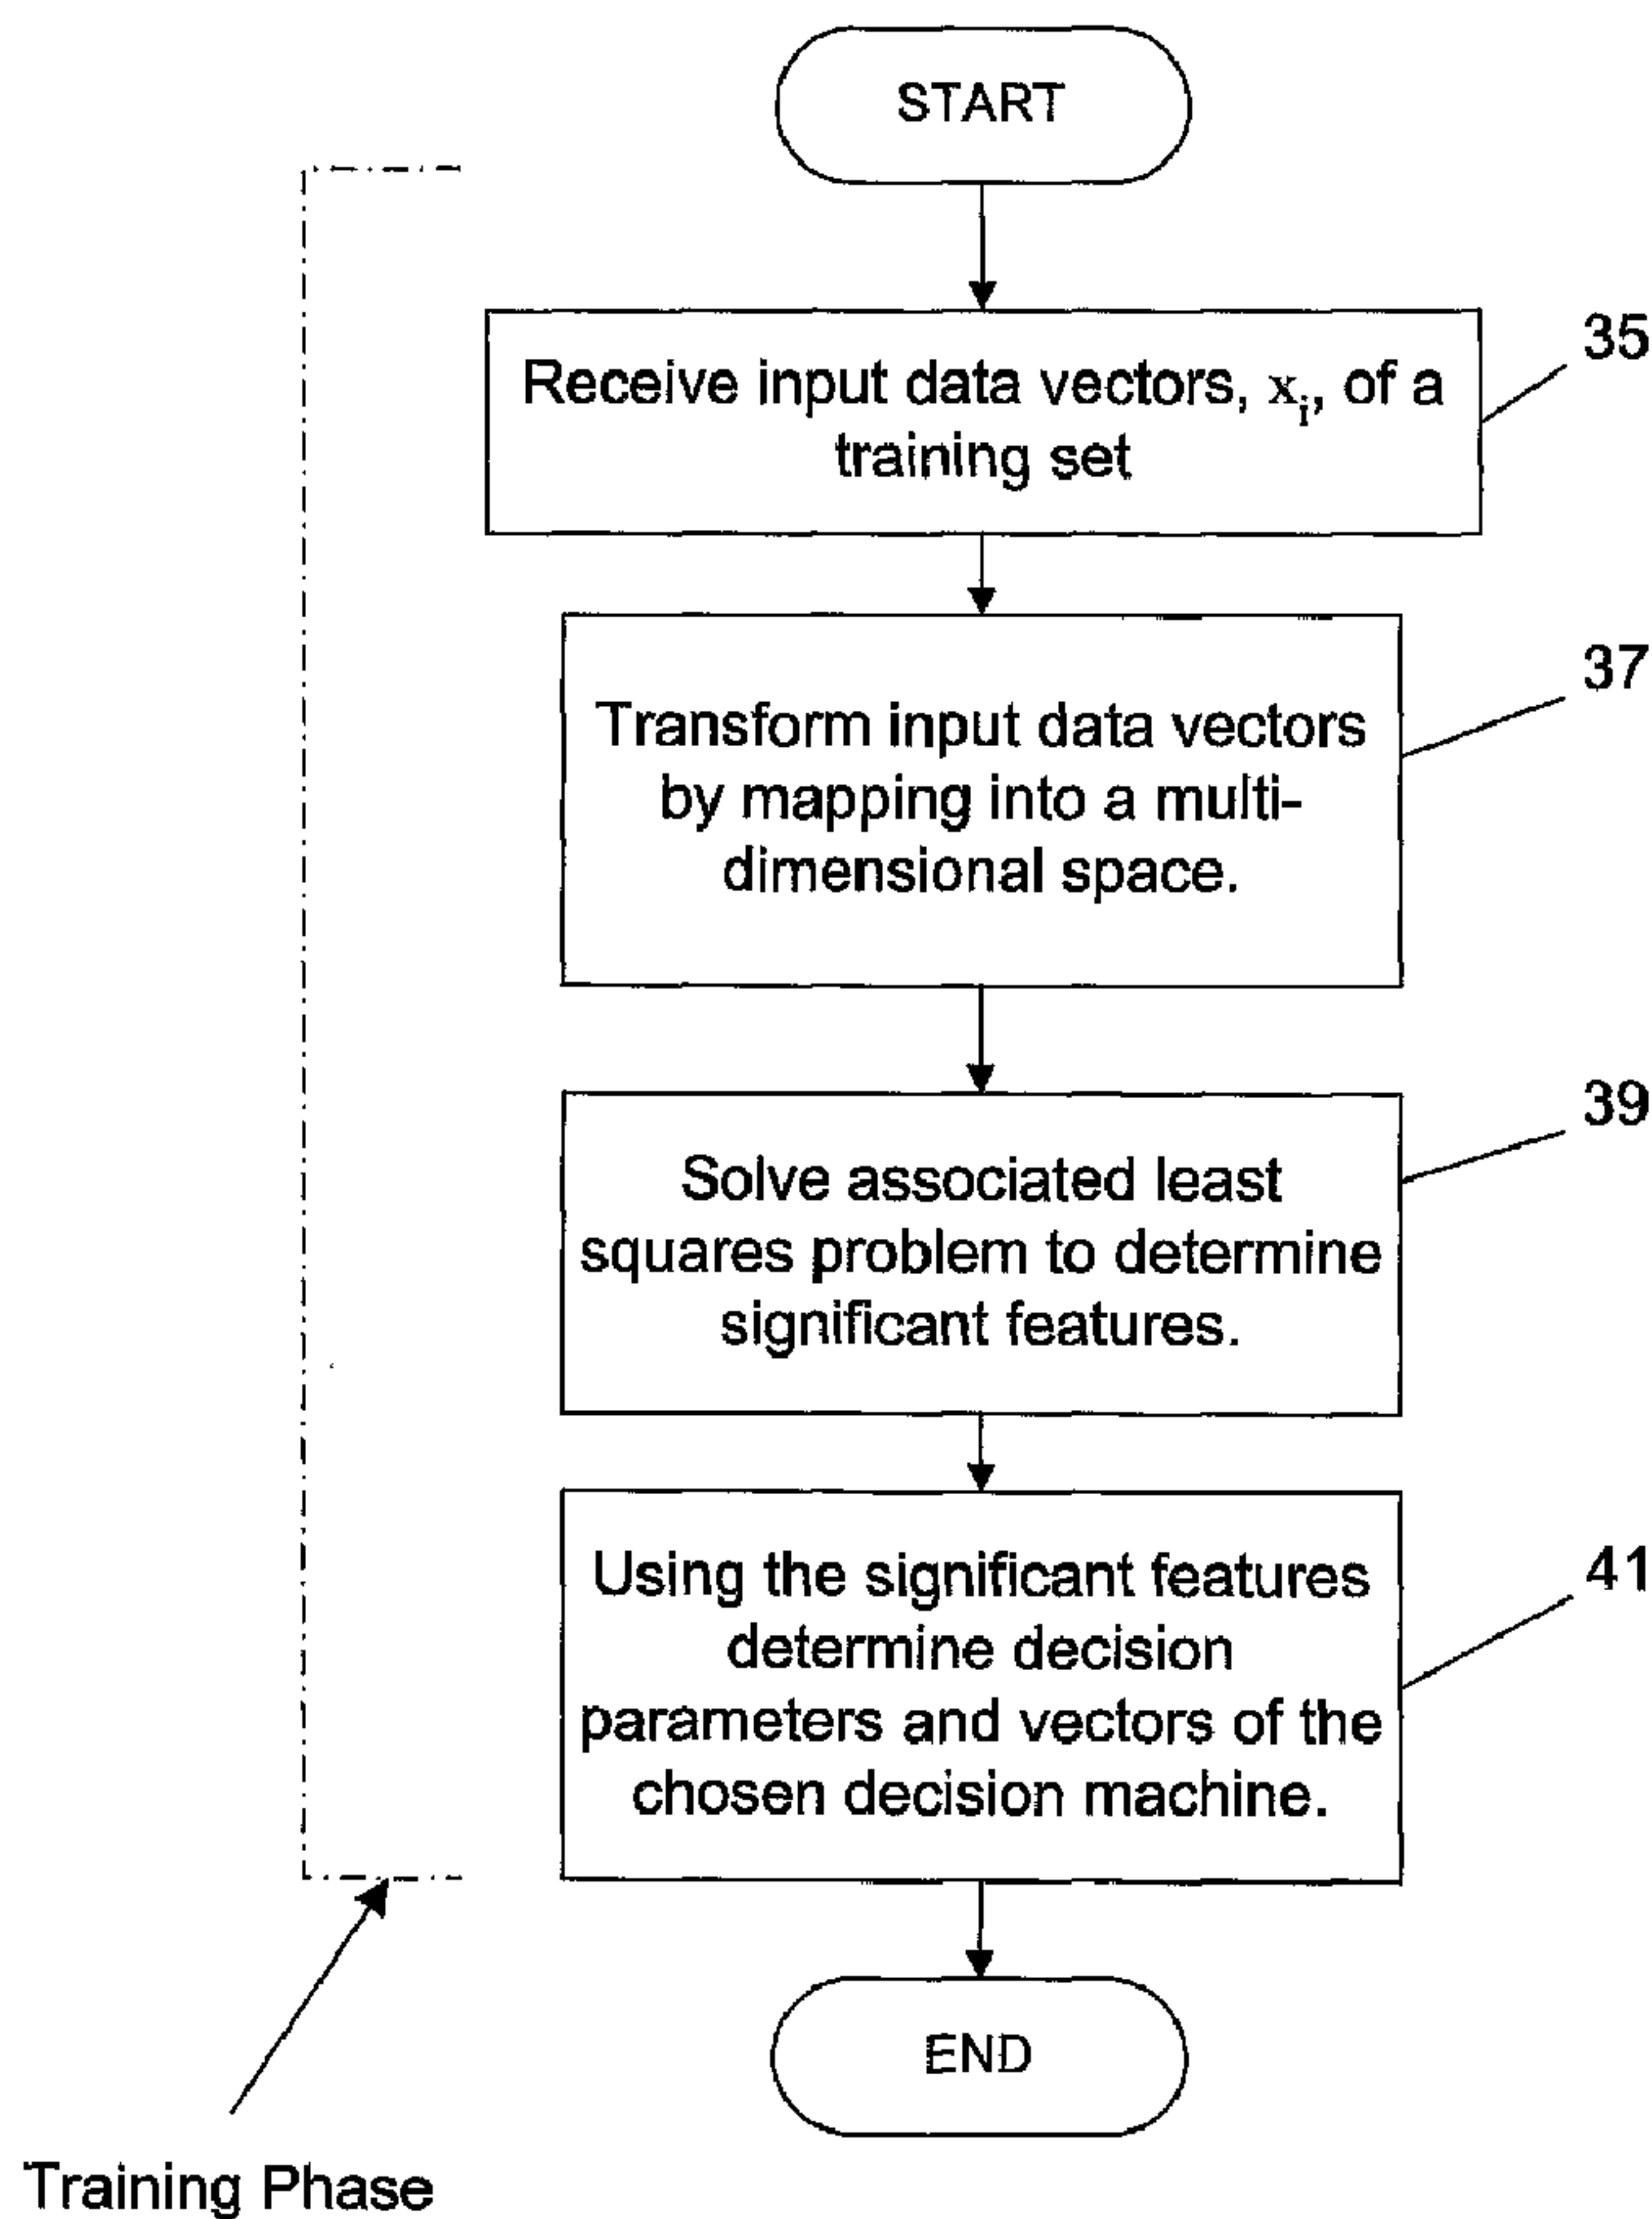 START
Receive input data vectors, xi, of a
training set
35
Transform input data vectors
by mapping into a multi-
dimensional space.
37
Solve associated least
squares problem to determine
significant features.
39
Using the significant features
determine decision
parameters and vectors of the
chosen decision machine.
41
END
Training Phase